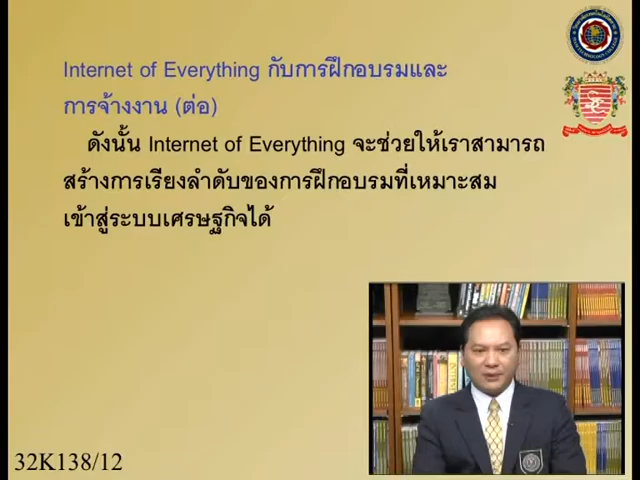 Internet of Everything กับการฝึกอบรมและ
การจ้างงาน (ต่อ)
ดังนั้น Internet of Everything จะช่วยให้เราสามารถ
สร้างการเรียงลำดับของการฝึกอบรมที่เหมาะสม
เข้าสู่ระบบเศรษฐกิจได้
32K138/12